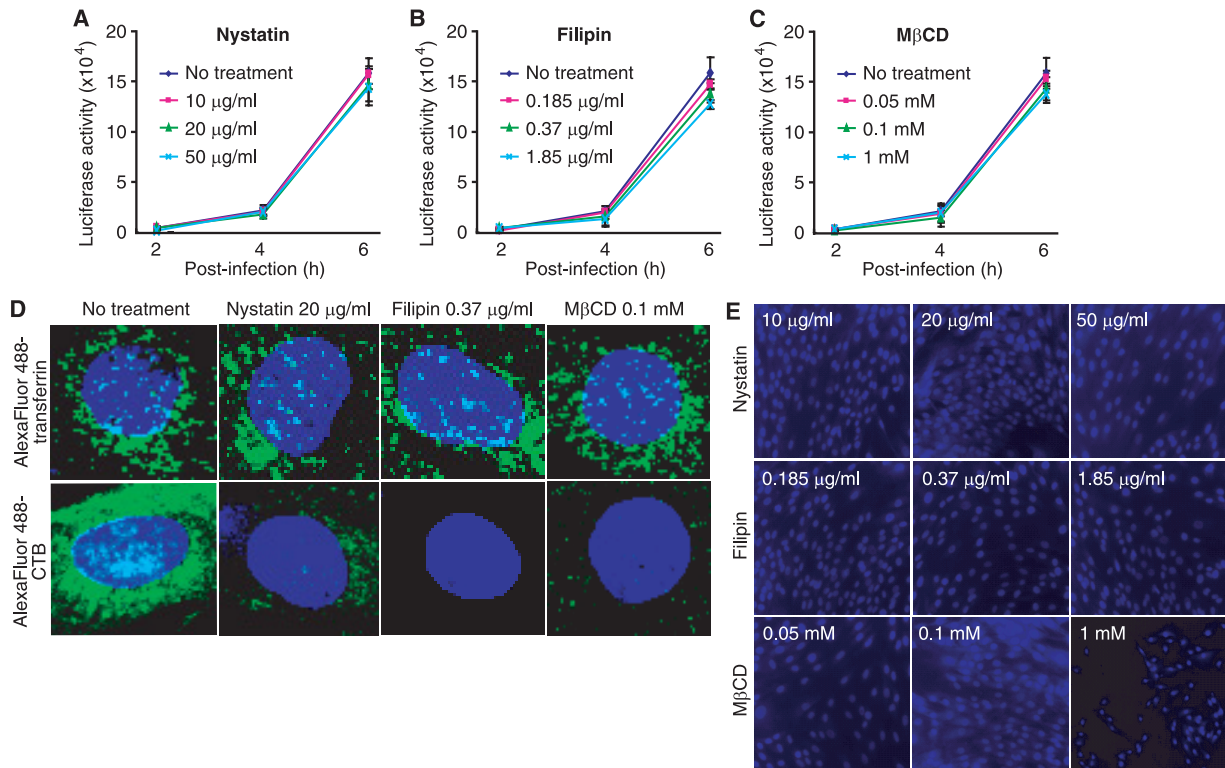 A
Nystatin
Luciferase activity (x10⁴)
20
15
10
5
0
No treatment
10 µg/ml
20 µg/ml
50 µg/ml
2
4
6
Post-infection (h)
B
Filipin
Luciferase activity (x10⁴)
20
15
10
5
0
No treatment
0.185 µg/ml
0.37 µg/ml
1.85 µg/ml
2
4
6
Post-infection (h)
C
MβCD
Luciferase activity (x10⁴)
20
15
10
5
0
No treatment
0.05 mM
0.1 mM
1 mM
2
4
6
Post-infection (h)
D
No treatment
Nystatin 20 µg/ml
Filipin 0.37 µg/ml
MβCD 0.1 mM
AlexaFluor 488-
transferrin
AlexaFluor 488-
CTB
E
Nystatin
10 µg/ml
20 µg/ml
50 µg/ml
Filipin
0.185 µg/ml
0.37 µg/ml
1.85 µg/ml
MβCD
0.05 mM
0.1 mM
1 mM